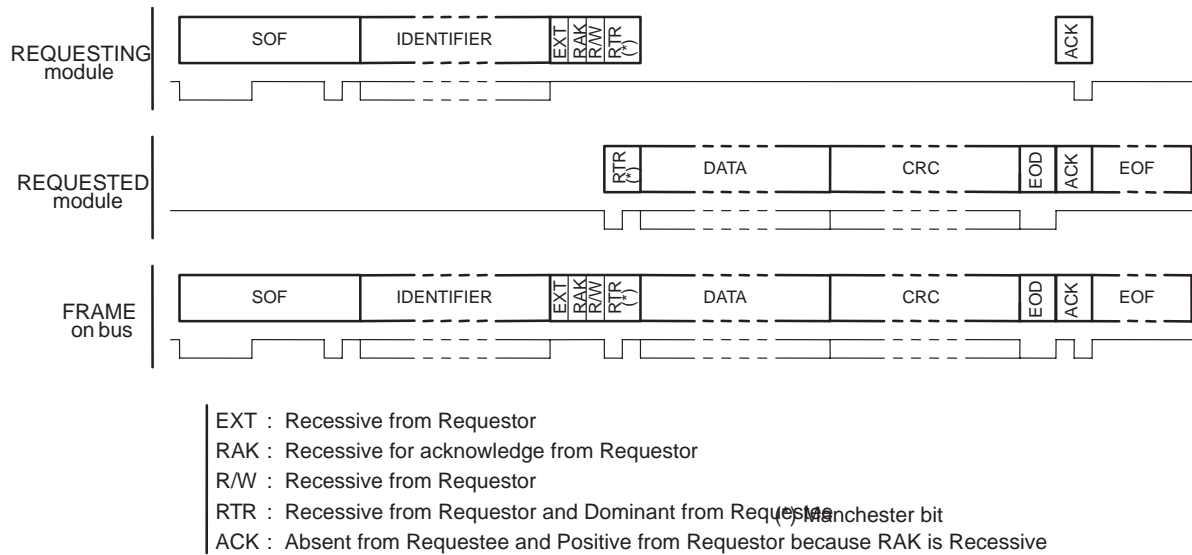 SOF IDENTIFIER EXT RAK R/W RTR (*) ACK
REQUESTING
module
RTR (*) DATA CRC EOD ACK EOF
REQUESTED
module
SOF IDENTIFIER EXT RAK R/W RTR (*) DATA CRC EOD ACK EOF
FRAME
on bus
EXT : Recessive from Requestor
RAK : Recessive for acknowledge from Requestor
R/W : Recessive from Requestor
RTR : Recessive from Requestor and Dominant from Requestee (*) Manchester bit
ACK : Absent from Requestee and Positive from Requestor because RAK is Recessive